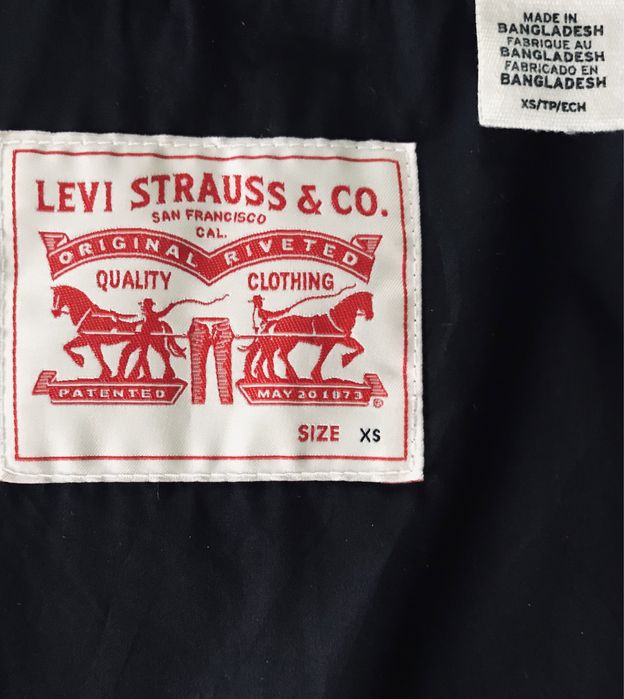 MADE IN
BANGLADESH
FABRIQUE AU
BANGLADESH
FABRICADO EN
BANGLADESH
XS/TP/ECH
LEVI STRAUSS & CO.
SAN FRANCISCO
CAL.
ORIGINAL RIVETED
QUALITY CLOTHING
PATENTED MAY 20 1873 ®
SIZE XS